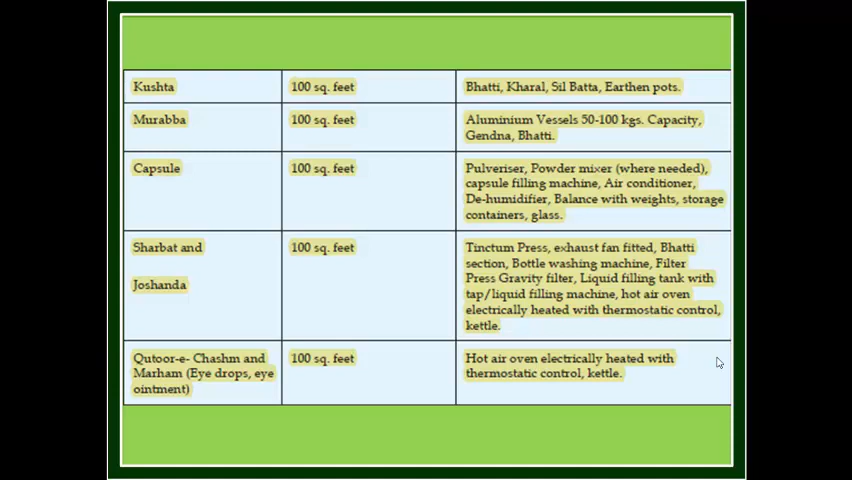 Kushta
100 sq. feet
Bhatti, Kharal, Sil Batta, Earthen pots.
Murabba
100 sq. feet
Aluminium Vessels 50-100 kgs. Capacity,
Gendna, Bhatti.
Capsule
100 sq. feet
Pulveriser, Powder mixer (where needed),
capsule filling machine, Air conditioner,
De-humidifier, Balance with weights, storage
containers, glass.
Sharbat and
Joshanda
100 sq. feet
Tinctum Press, exhaust fan fitted, Bhatti
section, Bottle washing machine, Filter
Press Gravity filter, Liquid filling tank with
tap/liquid filling machine, hot air oven
electrically heated with thermostatic control,
kettle.
Qutoor-e- Chashm and
Marham (Eye drops, eye
ointment)
100 sq. feet
Hot air oven electrically heated with
thermostatic control, kettle.